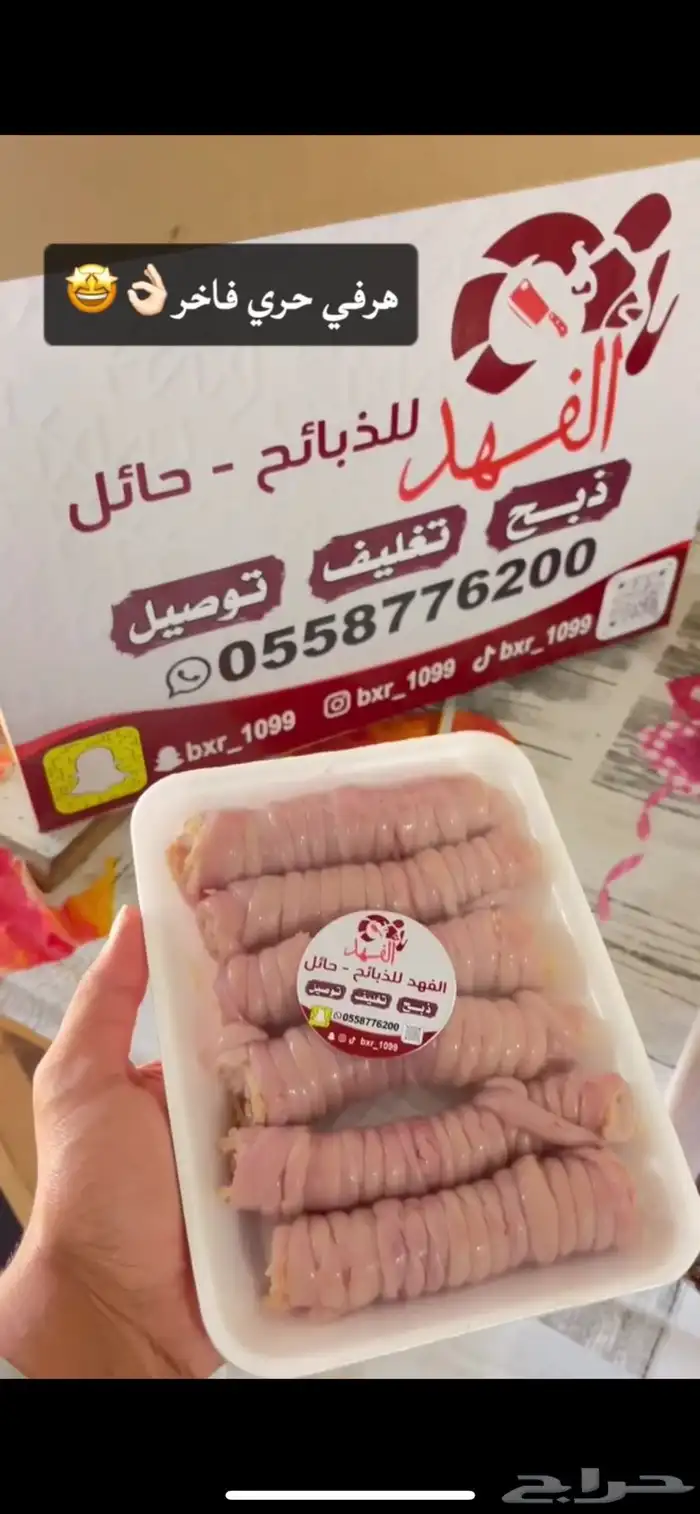 هرفي حري فاخر👌🏻🤩
الفهد
للذبائح - حائل
ذبح تغليف توصيل
0558776200
bxr_1099 bxr_1099 bxr_1099
الفهد
الفهد للذبائح - حائل
ذبح تغليف توصيل
0558776200
bxr_1099
حراج